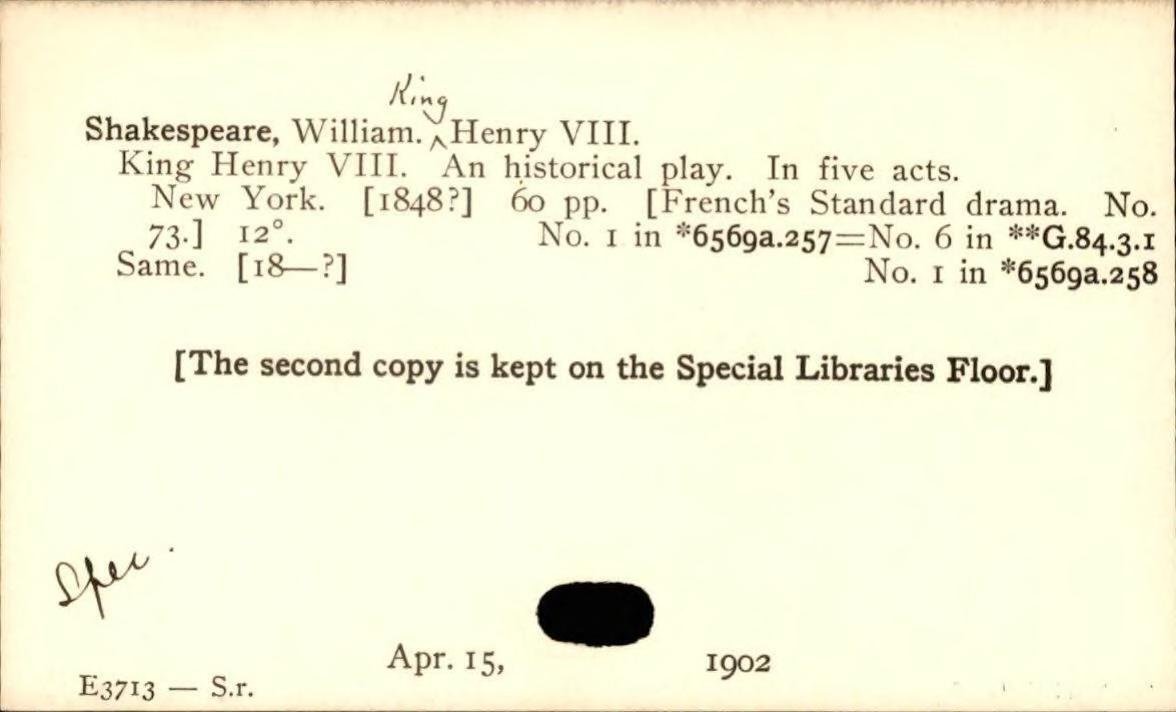 King
Shakespeare, William. ‸Henry VIII.
King Henry VIII. An historical play. In five acts.
New York. [1848?] 60 pp. [French's Standard drama. No.
73.] 12°. No. 1 in *6569a.257=No. 6 in **G.84.3.1
Same. [18—?] No. 1 in *6569a.258
[The second copy is kept on the Special Libraries Floor.]
Spec.
Apr. 15, 1902
E3713 — S.r.